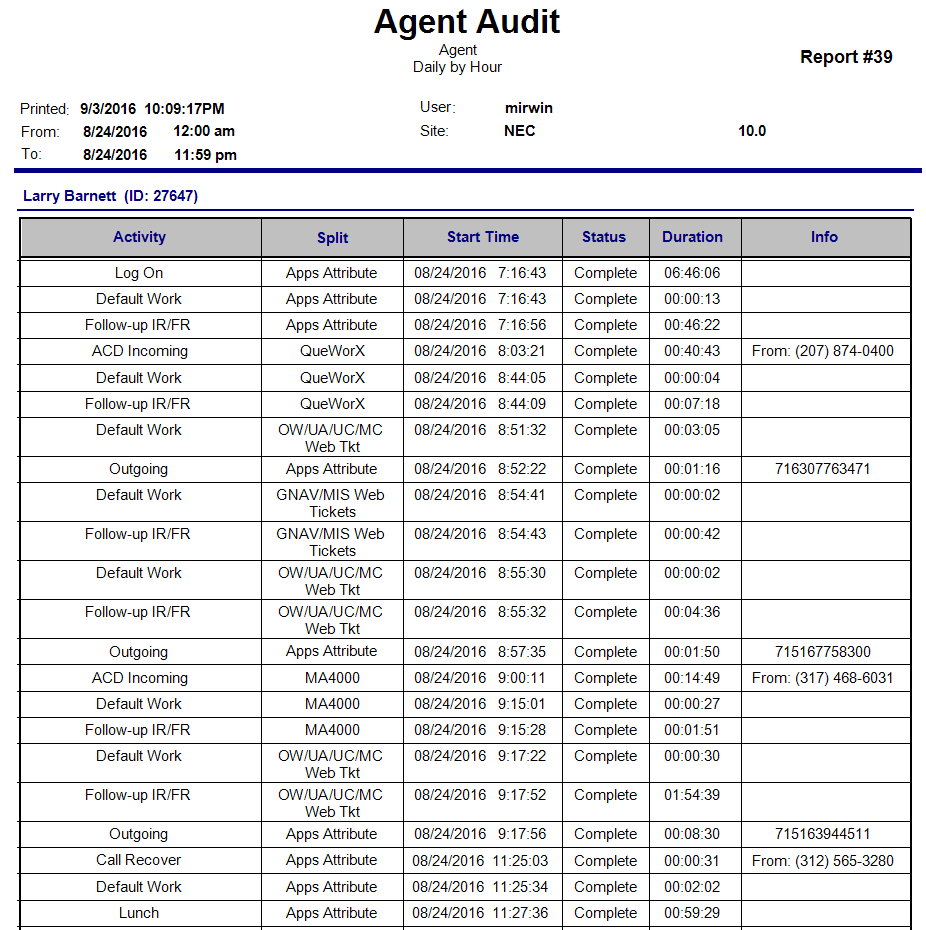 Agent Audit
Agent
Daily by Hour
Report #39
Printed: 9/3/2016 10:09:17PM User: mirwin
From: 8/24/2016 12:00 am Site: NEC 10.0
To: 8/24/2016 11:59 pm
Larry Barnett (ID: 27647)
Activity Split Start Time Status Duration Info
Log On Apps Attribute 08/24/2016 7:16:43 Complete 06:46:06
Default Work Apps Attribute 08/24/2016 7:16:43 Complete 00:00:13
Follow-up IR/FR Apps Attribute 08/24/2016 7:16:56 Complete 00:46:22
ACD Incoming QueWorX 08/24/2016 8:03:21 Complete 00:40:43 From: (207) 874-0400
Default Work QueWorX 08/24/2016 8:44:05 Complete 00:00:04
Follow-up IR/FR QueWorX 08/24/2016 8:44:09 Complete 00:07:18
Default Work OW/UA/UC/MC 08/24/2016 8:51:32 Complete 00:03:05
Web Tkt
Outgoing Apps Attribute 08/24/2016 8:52:22 Complete 00:01:16 716307763471
Default Work GNAV/MIS Web 08/24/2016 8:54:41 Complete 00:00:02
Tickets
Follow-up IR/FR GNAV/MIS Web 08/24/2016 8:54:43 Complete 00:00:42
Tickets
Default Work OW/UA/UC/MC 08/24/2016 8:55:30 Complete 00:00:02
Web Tkt
Follow-up IR/FR OW/UA/UC/MC 08/24/2016 8:55:32 Complete 00:04:36
Web Tkt
Outgoing Apps Attribute 08/24/2016 8:57:35 Complete 00:01:50 715167758300
ACD Incoming MA4000 08/24/2016 9:00:11 Complete 00:14:49 From: (317) 468-6031
Default Work MA4000 08/24/2016 9:15:01 Complete 00:00:27
Follow-up IR/FR MA4000 08/24/2016 9:15:28 Complete 00:01:51
Default Work OW/UA/UC/MC 08/24/2016 9:17:22 Complete 00:00:30
Web Tkt
Follow-up IR/FR OW/UA/UC/MC 08/24/2016 9:17:52 Complete 01:54:39
Web Tkt
Outgoing Apps Attribute 08/24/2016 9:17:56 Complete 00:08:30 715163944511
Call Recover Apps Attribute 08/24/2016 11:25:03 Complete 00:00:31 From: (312) 565-3280
Default Work Apps Attribute 08/24/2016 11:25:34 Complete 00:02:02
Lunch Apps Attribute 08/24/2016 11:27:36 Complete 00:59:29